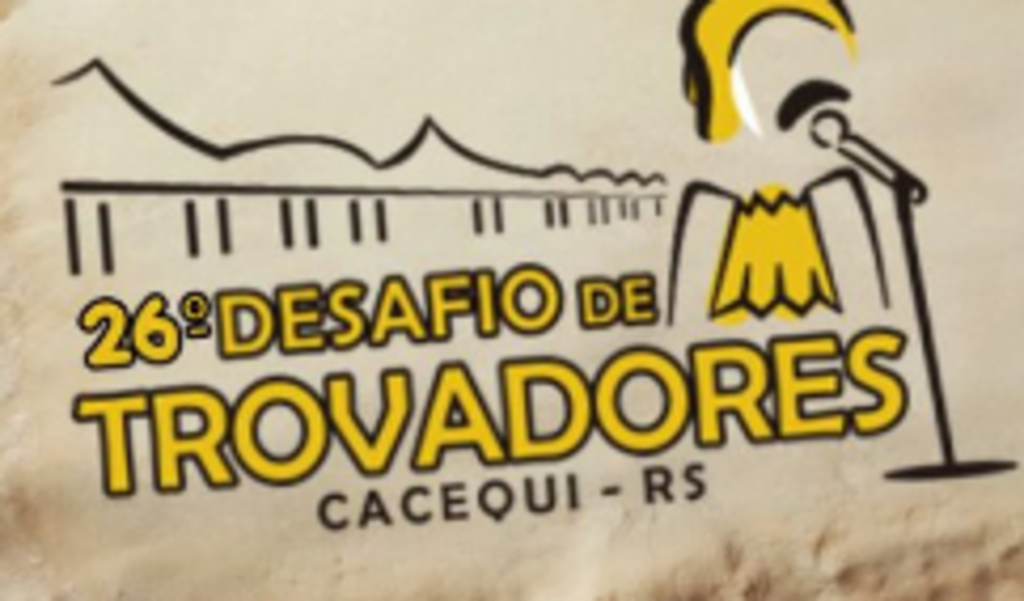 26º DESAFIO DE
TROVADORES
CACEQUI - RS